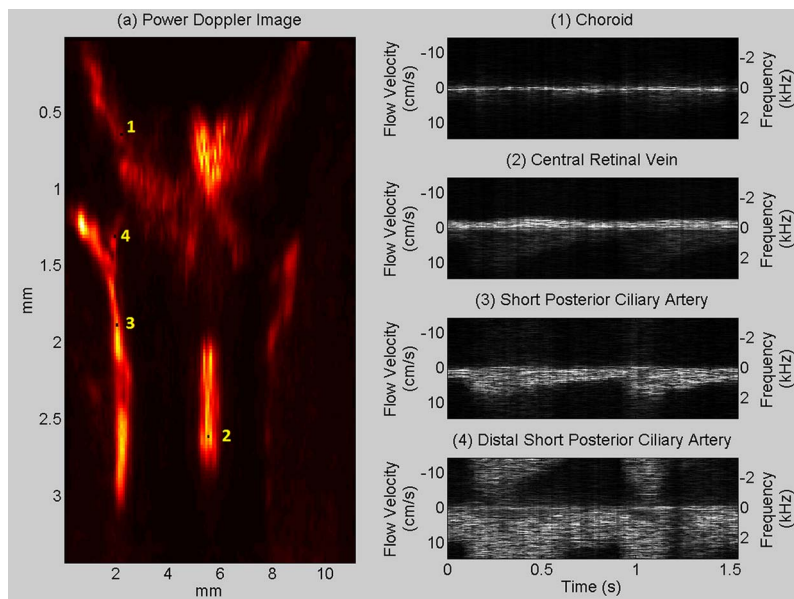 (a) Power Doppler Image
0.5
1
1.5
2
2.5
3
mm
2
4
6
8
10
mm
1
4
3
2
(1) Choroid
-10
0
10
Flow Velocity
(cm/s)
-2
0
2
Frequency
(kHz)
(2) Central Retinal Vein
-10
0
10
Flow Velocity
(cm/s)
-2
0
2
Frequency
(kHz)
(3) Short Posterior Ciliary Artery
-10
0
10
Flow Velocity
(cm/s)
-2
0
2
Frequency
(kHz)
(4) Distal Short Posterior Ciliary Artery
-10
0
10
Flow Velocity
(cm/s)
-2
0
2
Frequency
(kHz)
0
0.5
1
1.5
Time (s)